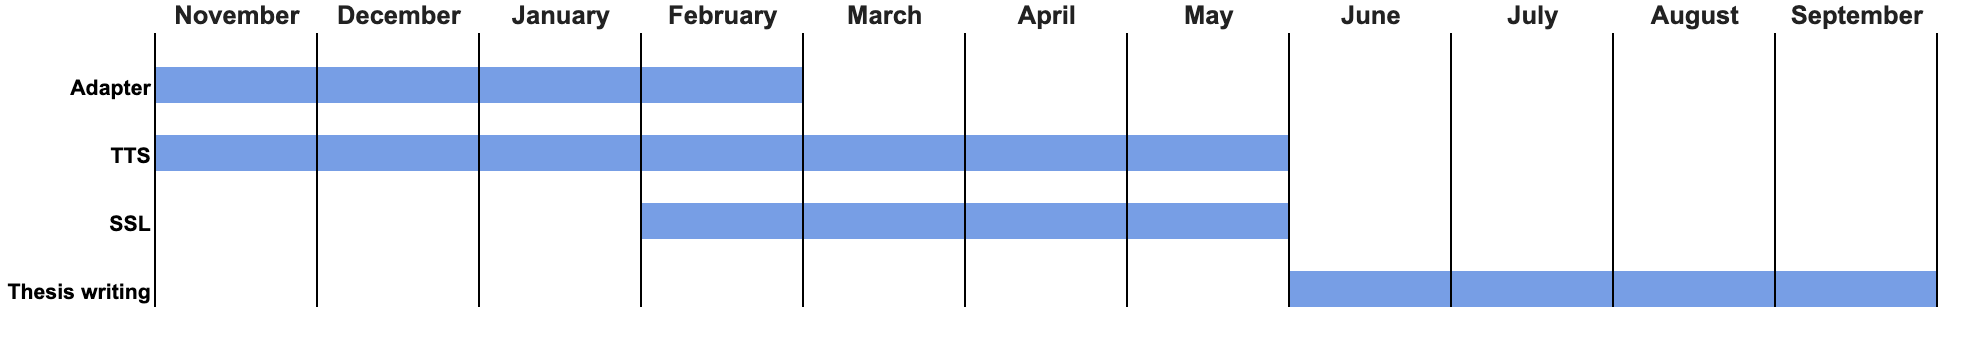 November December January February March April May June July August September
Adapter
TTS
SSL
Thesis writing